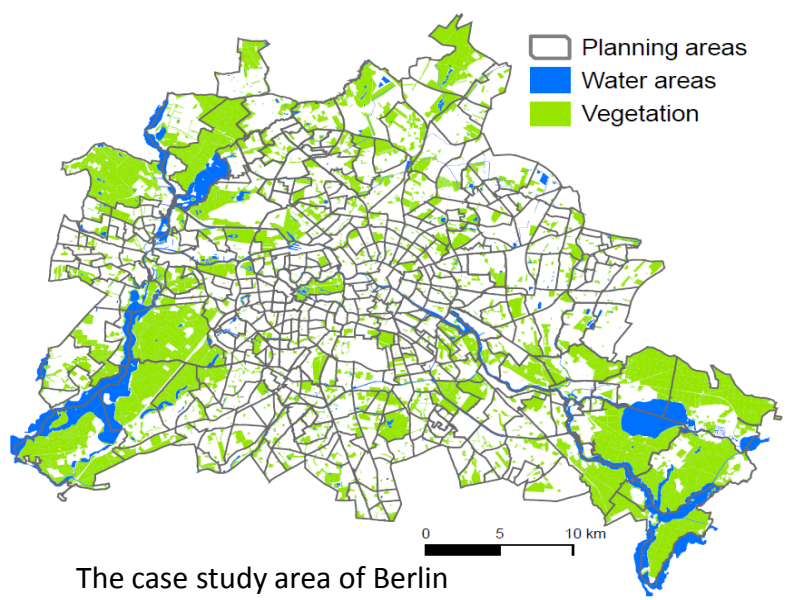 Planning areas
Water areas
Vegetation
0 5 10 km
The case study area of Berlin